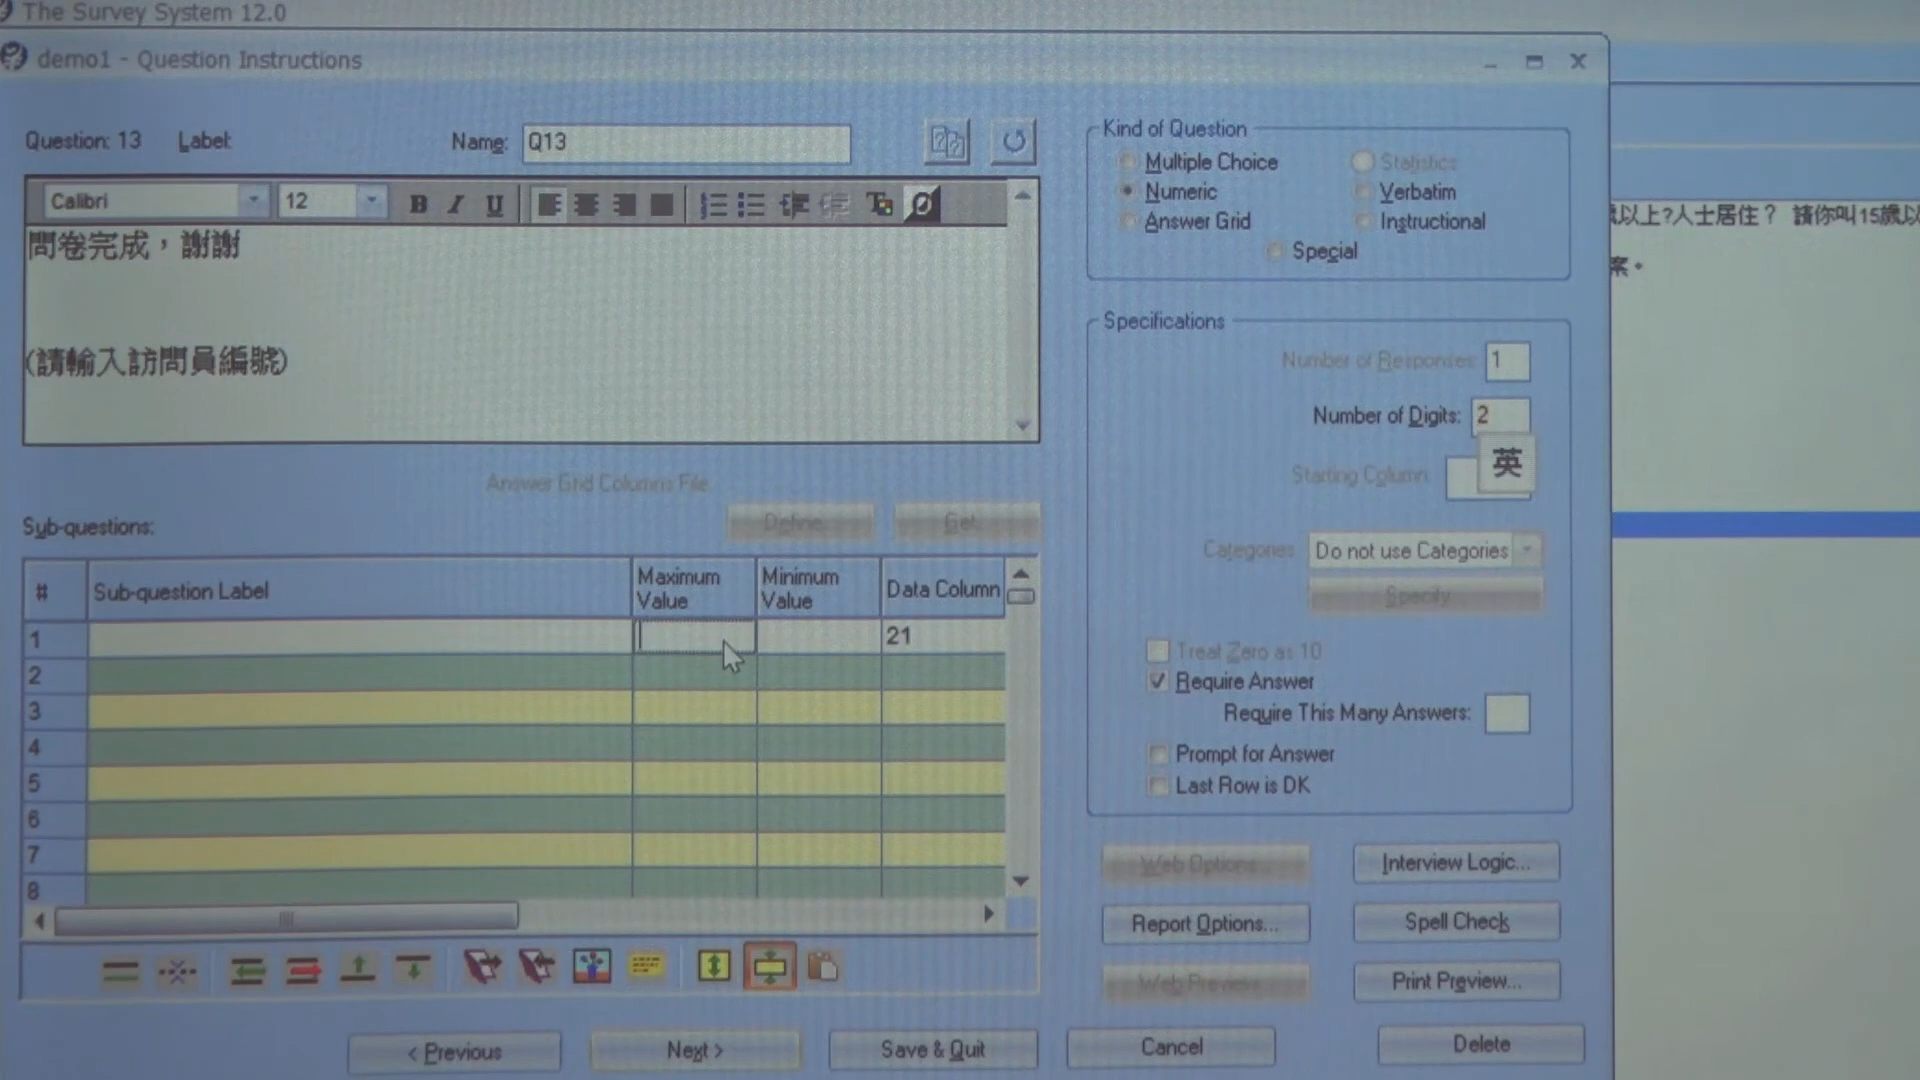 The Survey System 12.0
demo1 - Question Instructions
Question: 13 Label: Name: Q13
Calibri 12 B I U
問卷完成，謝謝
(請輸入訪問員編號)
Answer Grid Columns File
Define... Get...
Sub-questions:
# Sub-question Label Maximum Value Minimum Value Data Column
1 21
2
3
4
5
6
7
8
< Previous Next > Save & Quit Cancel Delete
Kind of Question
Multiple Choice Statistics
Numeric Verbatim
Answer Grid Instructional
Special
Specifications
Number of Responses: 1
Number of Digits: 2
英
Starting Column
Categories Do not use Categories
Specify...
Treat Zero as 10
Require Answer
Require This Many Answers:
Prompt for Answer
Last Row is DK
Web Options... Interview Logic...
Report Options... Spell Check
Web Preview... Print Preview...
歲以上?人士居住？ 請你叫15歲以
案。